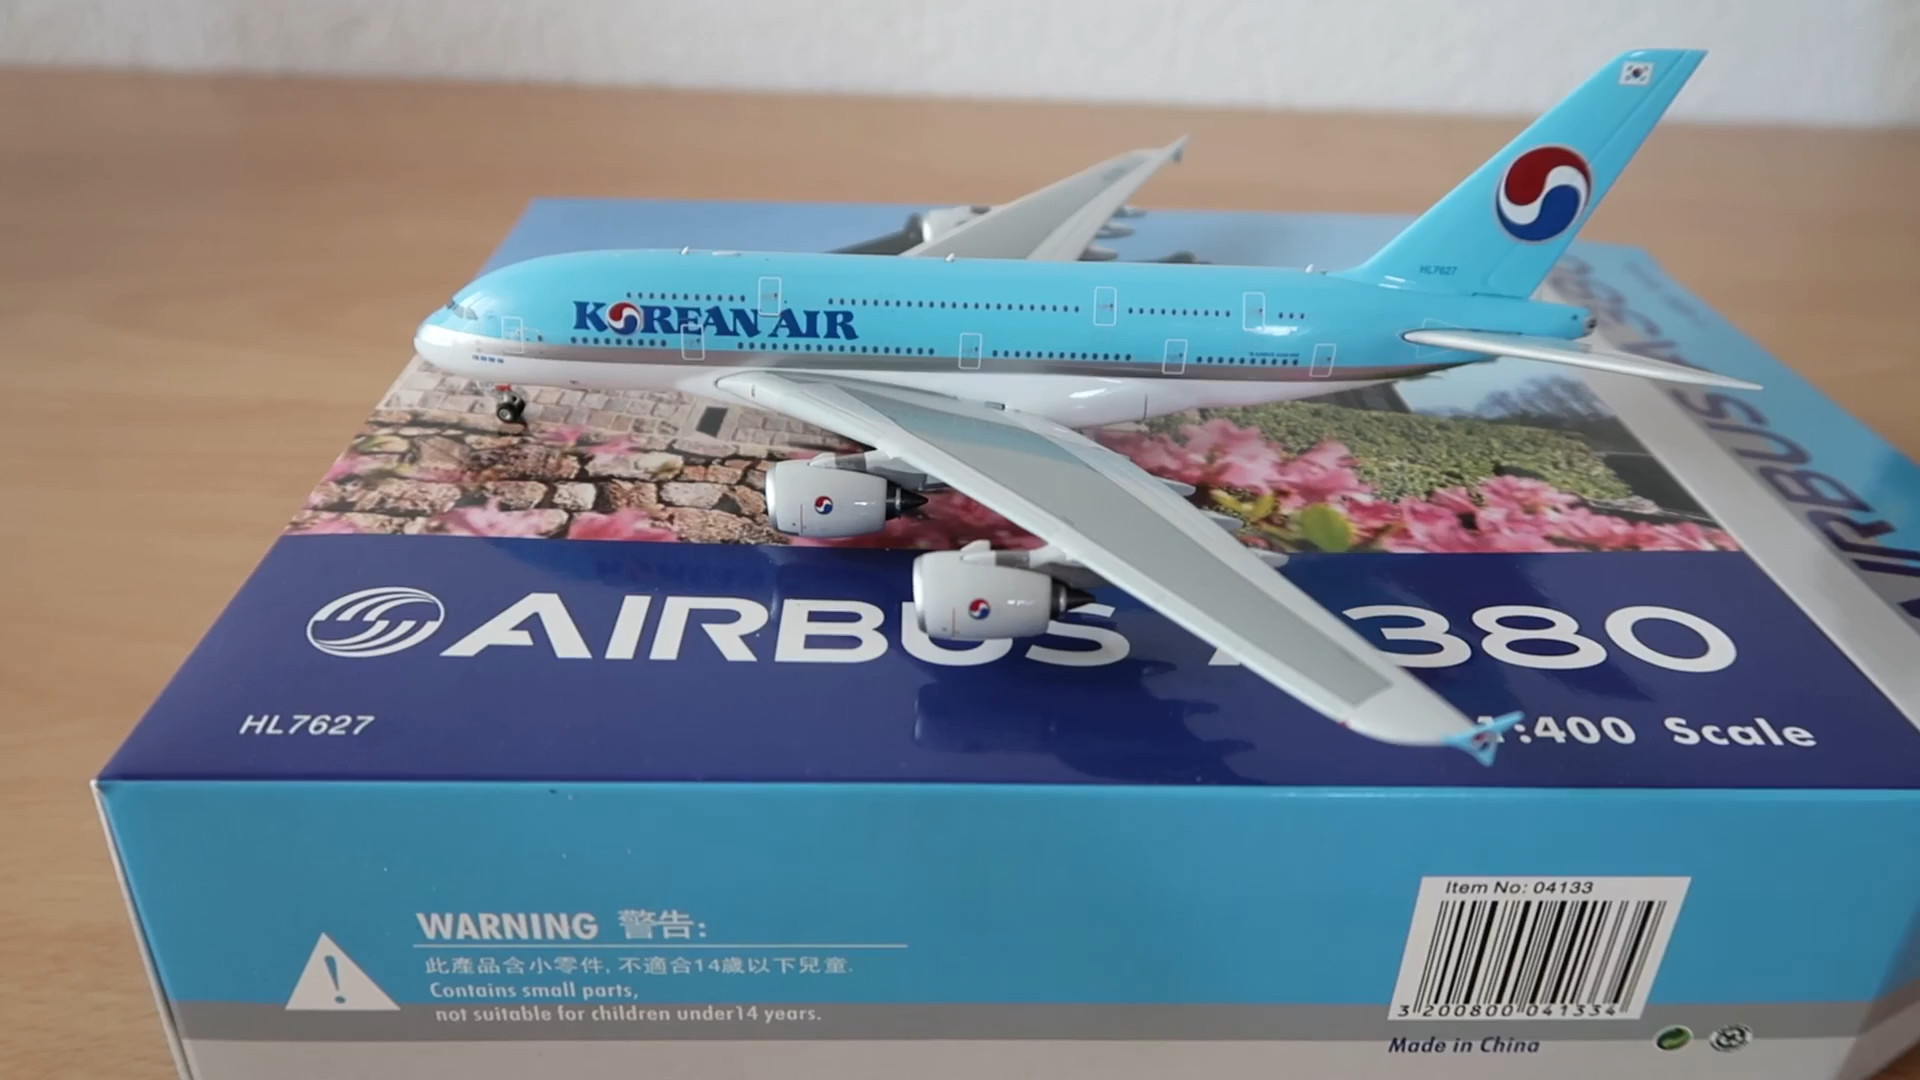 HL7627
KOREAN AIR
AIRBUS
AIRBUS 380
HL7627
1:400 Scale
WARNING 警告:
此產品含小零件, 不適合14歲以下兒童.
Contains small parts,
not suitable for children under14 years.
Item No: 04133
3 200800 041334
Made in China